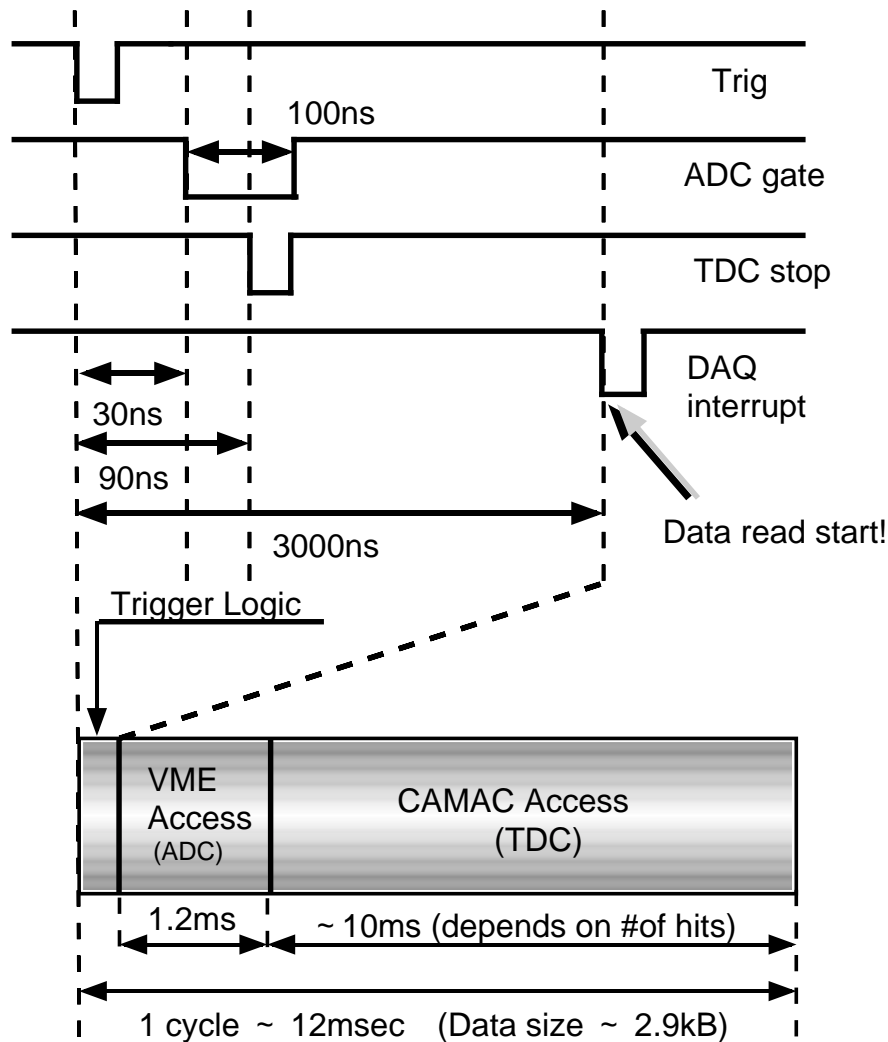 Trig
100ns
ADC gate
TDC stop
DAQ
interrupt
30ns
90ns
Data read start!
3000ns
Trigger Logic
VME
Access
(ADC)
CAMAC Access
(TDC)
1.2ms
~ 10ms (depends on #of hits)
1 cycle ~ 12msec (Data size ~ 2.9kB)